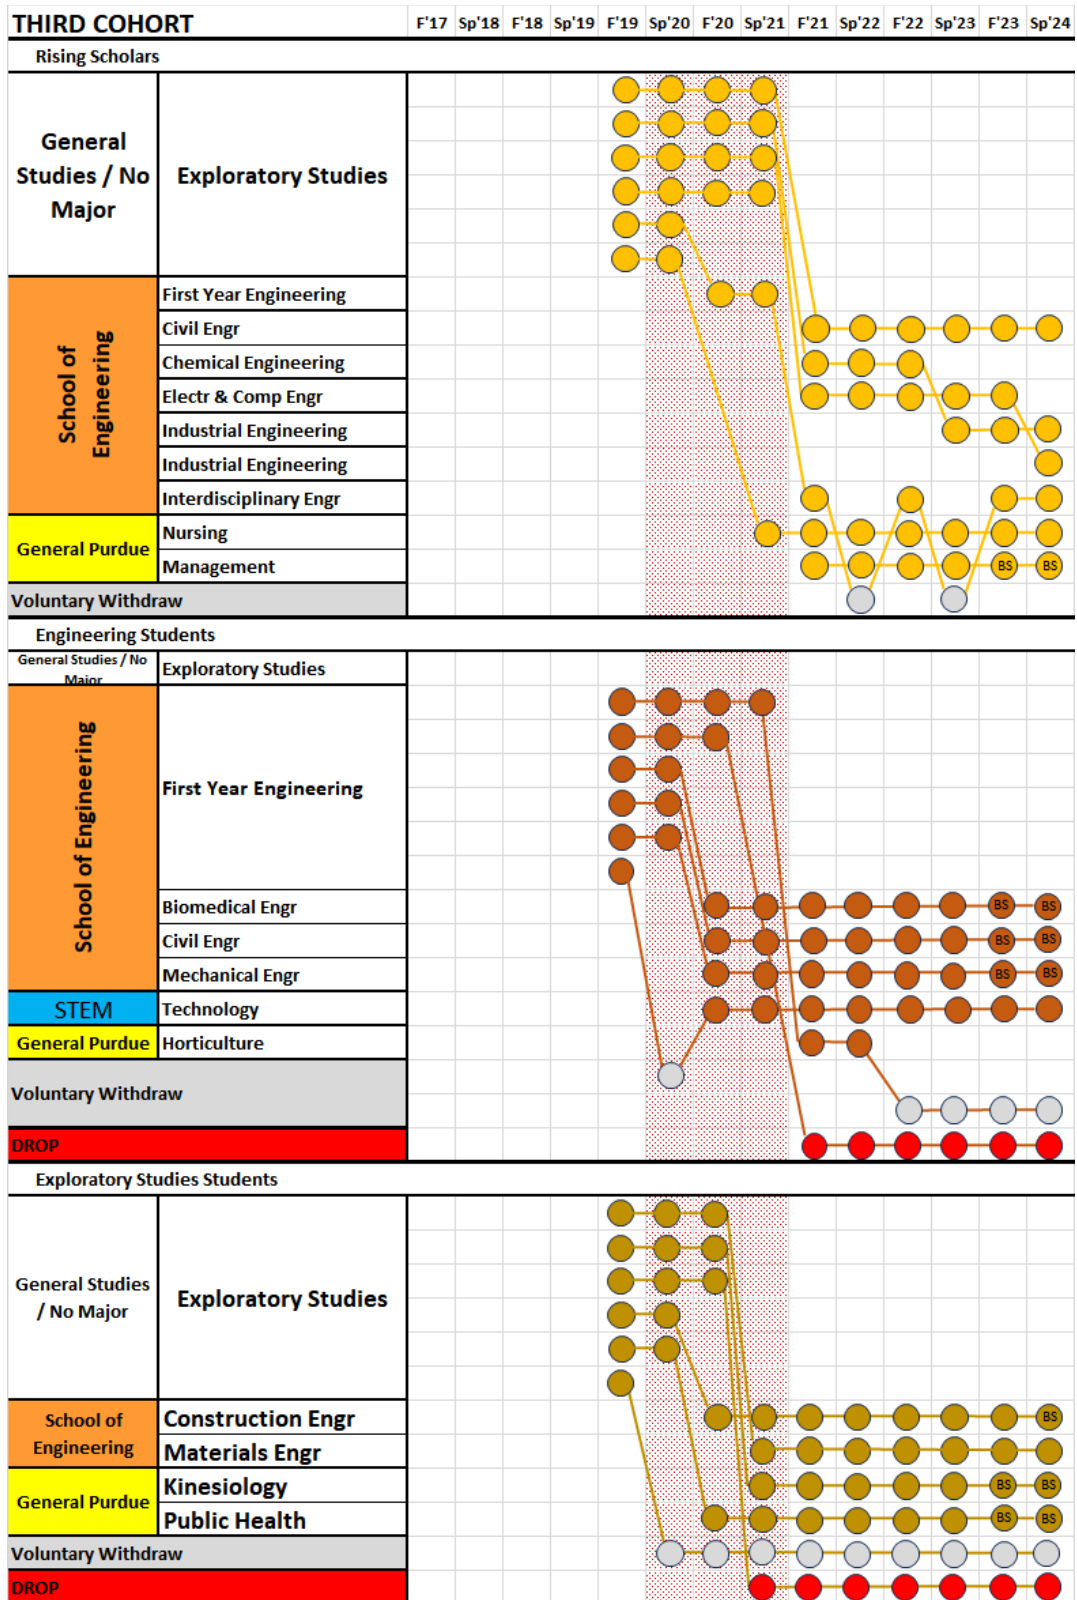 THIRD COHORT F'17 Sp'18 F'18 Sp'19 F'19 Sp'20 F'20 Sp'21 F'21 Sp'22 F'22 Sp'23 F'23 Sp'24
Rising Scholars
General
Studies / No
Major
Exploratory Studies
School of
Engineering
First Year Engineering
Civil Engr
Chemical Engineering
Electr & Comp Engr
Industrial Engineering
Industrial Engineering
Interdisciplinary Engr
General Purdue
Nursing
Management BS BS
Voluntary Withdraw
Engineering Students
General Studies / No
Major
Exploratory Studies
School of Engineering
First Year Engineering
Biomedical Engr BS BS
Civil Engr BS BS
Mechanical Engr BS BS
STEM Technology
General Purdue Horticulture
Voluntary Withdraw
DROP
Exploratory Studies Students
General Studies
/ No Major
Exploratory Studies
School of
Engineering
Construction Engr BS
Materials Engr
General Purdue
Kinesiology BS BS
Public Health BS BS
Voluntary Withdraw
DROP